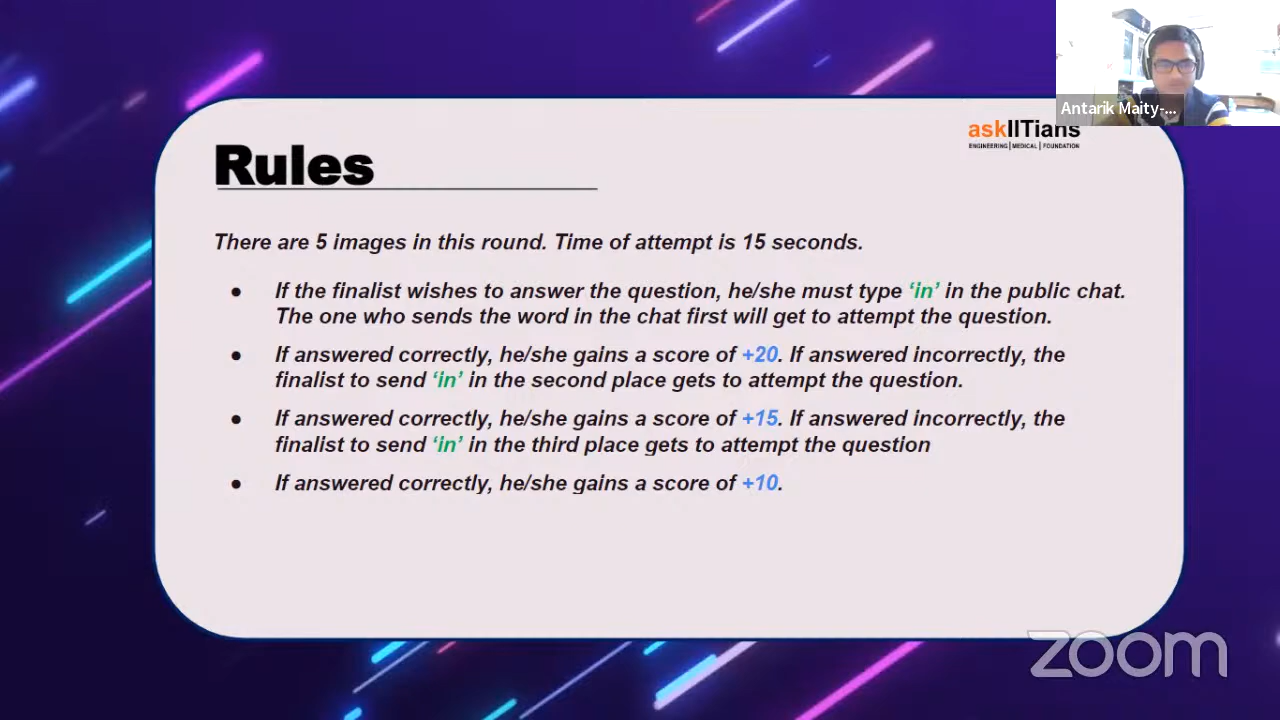 Antarik Maity-...
askIITians
ENGINEERING | MEDICAL | FOUNDATION
Rules
There are 5 images in this round. Time of attempt is 15 seconds.
● If the finalist wishes to answer the question, he/she must type ‘in’ in the public chat.
The one who sends the word in the chat first will get to attempt the question.
● If answered correctly, he/she gains a score of +20. If answered incorrectly, the
finalist to send ‘in’ in the second place gets to attempt the question.
● If answered correctly, he/she gains a score of +15. If answered incorrectly, the
finalist to send ‘in’ in the third place gets to attempt the question
● If answered correctly, he/she gains a score of +10.
zoom